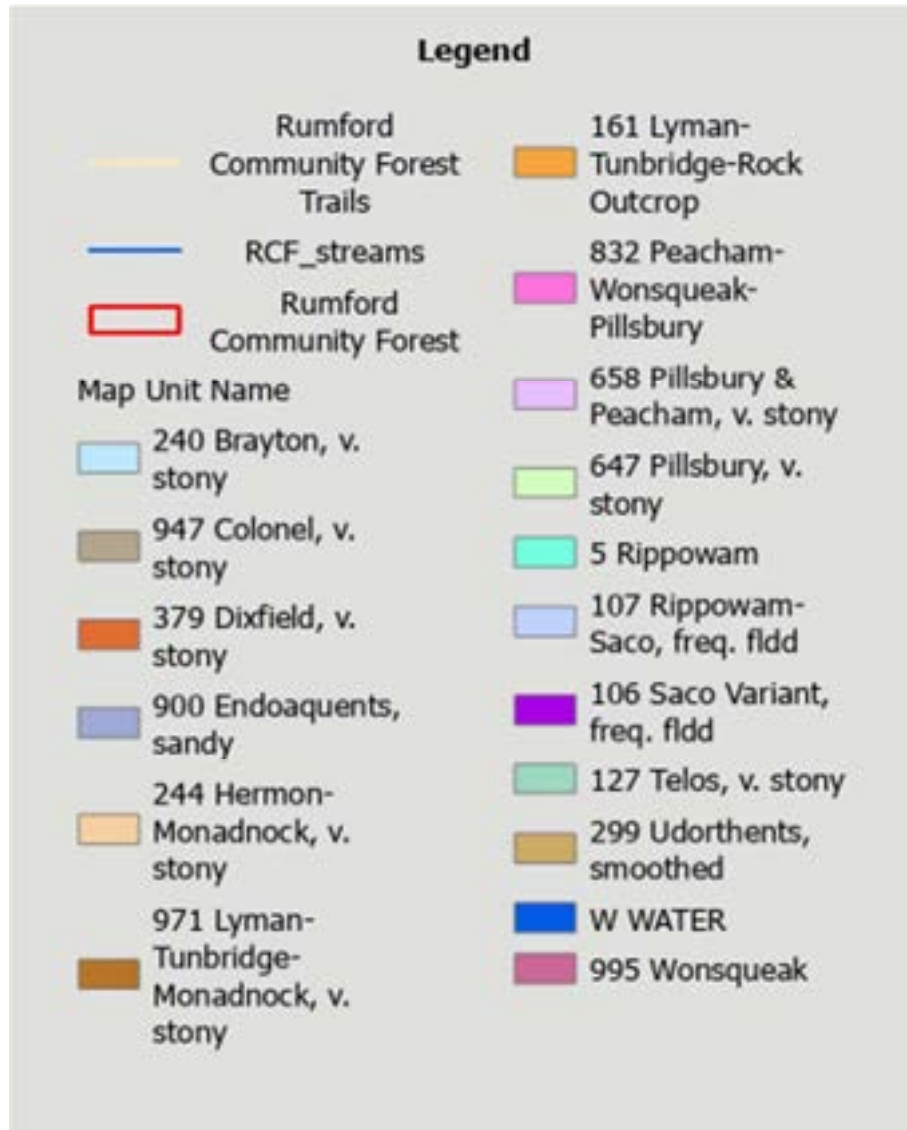 Legend
Rumford
Community Forest
Trails
RCF_streams
Rumford
Community Forest
Map Unit Name
240 Brayton, v.
stony
947 Colonel, v.
stony
379 Dixfield, v.
stony
900 Endoaquents,
sandy
244 Hermon-
Monadnock, v.
stony
971 Lyman-
Tunbridge-
Monadnock, v.
stony
161 Lyman-
Tunbridge-Rock
Outcrop
832 Peacham-
Wonsqueak-
Pillsbury
658 Pillsbury &
Peacham, v. stony
647 Pillsbury, v.
stony
5 Rippowam
107 Rippowam-
Saco, freq. fldd
106 Saco Variant,
freq. fldd
127 Telos, v. stony
299 Udorthents,
smoothed
W WATER
995 Wonsqueak